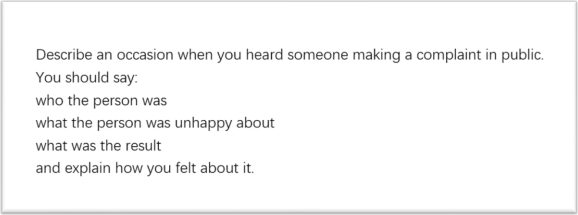 Describe an occasion when you heard someone making a complaint in public.
You should say:
who the person was
what the person was unhappy about
what was the result
and explain how you felt about it.